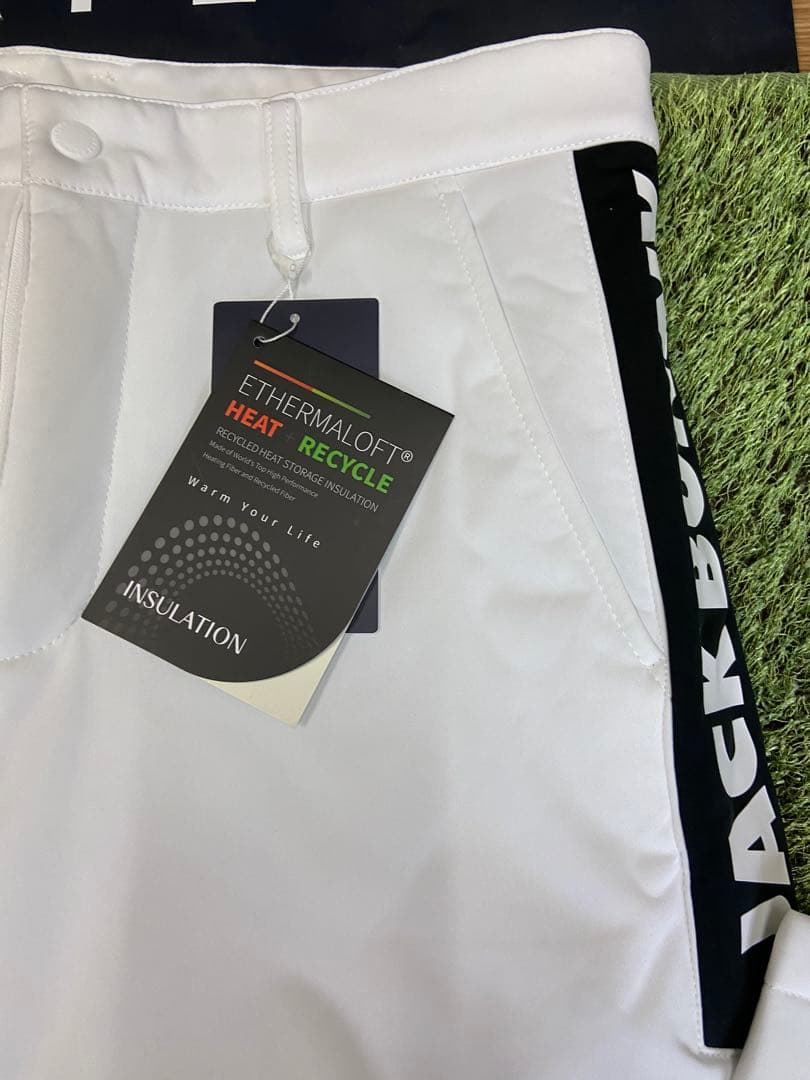 ETHERMALOFT®
HEAT + RECYCLE
RECYCLED HEAT STORAGE INSULATION
Made of World's Top High Performance
Heating Fiber and Recycled Fiber
Warm Your Life
INSULATION
JACK